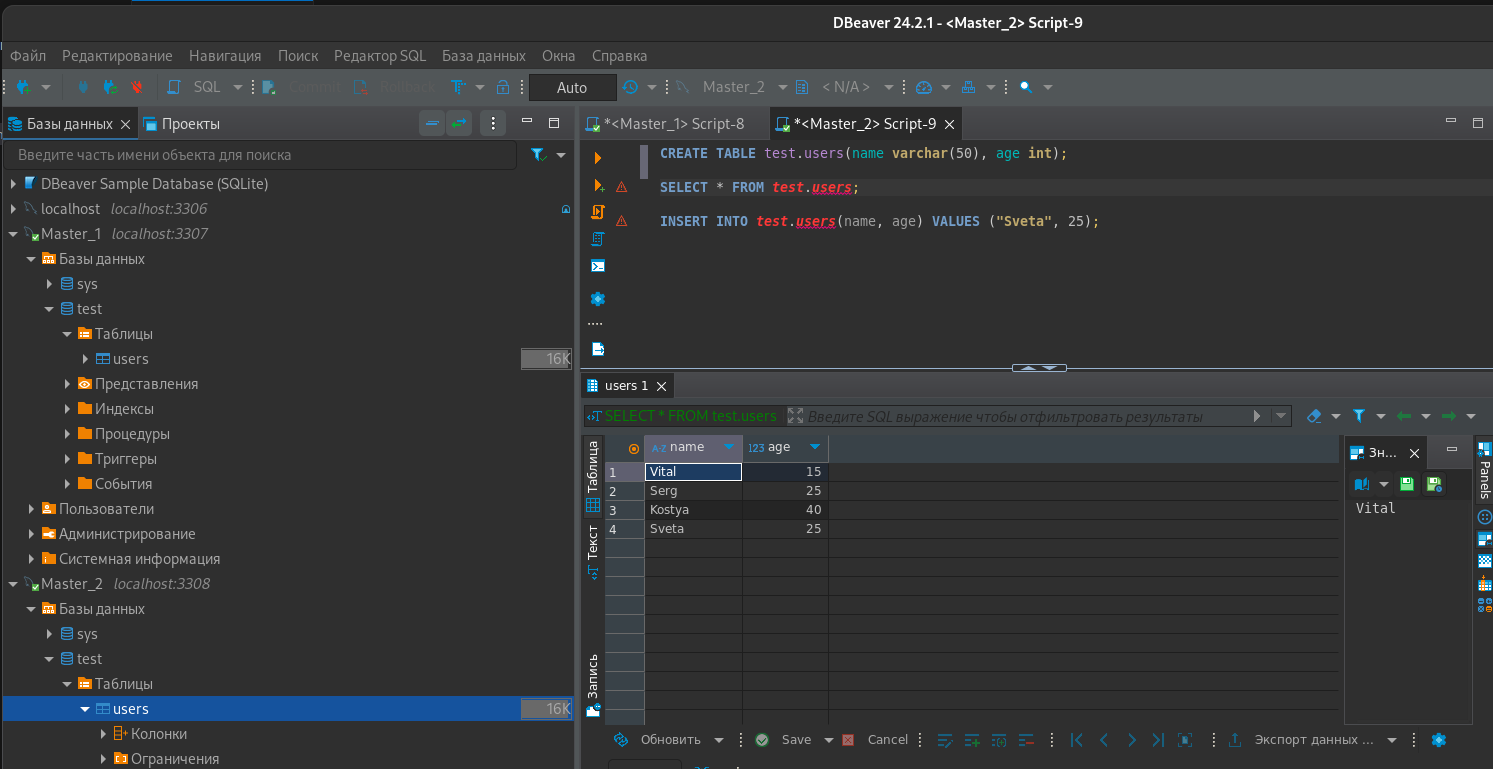 DBeaver 24.2.1 - <Master_2> Script-9
Файл Редактирование Навигация Поиск Редактор SQL База данных Окна Справка
SQL Commit Rollback Auto Master_2 < N/A >
Базы данных Проекты
Введите часть имени объекта для поиска
DBeaver Sample Database (SQLite)
localhost localhost:3306
Master_1 localhost:3307
Базы данных
sys
test
Таблицы
users 16K
Представления
Индексы
Процедуры
Триггеры
События
Пользователи
Администрирование
Системная информация
Master_2 localhost:3308
Базы данных
sys
test
Таблицы
users 16K
Колонки
Ограничения
*<Master_1> Script-8 *<Master_2> Script-9
CREATE TABLE test.users(name varchar(50), age int);
SELECT * FROM test.users;
INSERT INTO test.users(name, age) VALUES ("Sveta", 25);
users 1
SELECT * FROM test.users Введите SQL выражение чтобы отфильтровать результаты
Таблица
Текст
Запись
A-Z name 123 age
1 Vital 15
2 Serg 25
3 Kostya 40
4 Sveta 25
Зн...
Vital
Panels
Обновить Save Cancel Экспорт данных ...